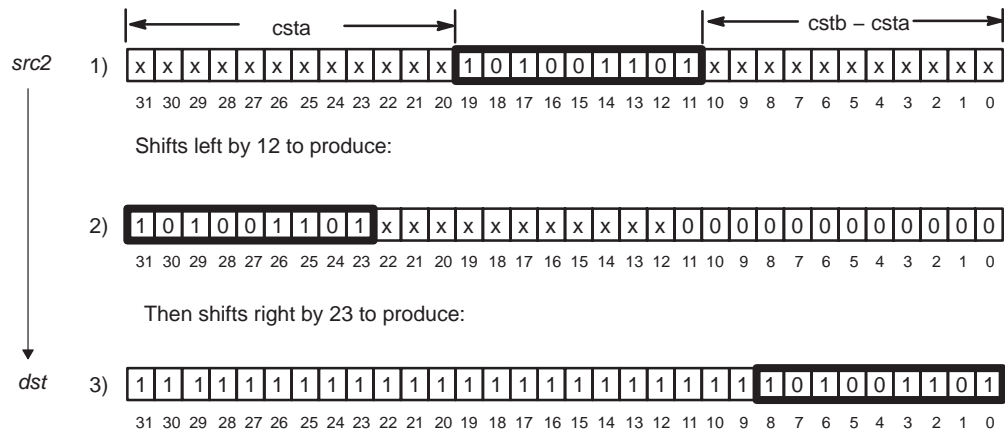 csta
cstb – csta
src2 1) x x x x x x x x x x x x 1 0 1 0 0 1 1 0 1 x x x x x x x x x x x
31 30 29 28 27 26 25 24 23 22 21 20 19 18 17 16 15 14 13 12 11 10 9 8 7 6 5 4 3 2 1 0
Shifts left by 12 to produce:
2) 1 0 1 0 0 1 1 0 1 x x x x x x x x x x x 0 0 0 0 0 0 0 0 0 0 0 0
31 30 29 28 27 26 25 24 23 22 21 20 19 18 17 16 15 14 13 12 11 10 9 8 7 6 5 4 3 2 1 0
Then shifts right by 23 to produce:
dst 3) 1 1 1 1 1 1 1 1 1 1 1 1 1 1 1 1 1 1 1 1 1 1 1 1 0 1 0 0 1 1 0 1
31 30 29 28 27 26 25 24 23 22 21 20 19 18 17 16 15 14 13 12 11 10 9 8 7 6 5 4 3 2 1 0